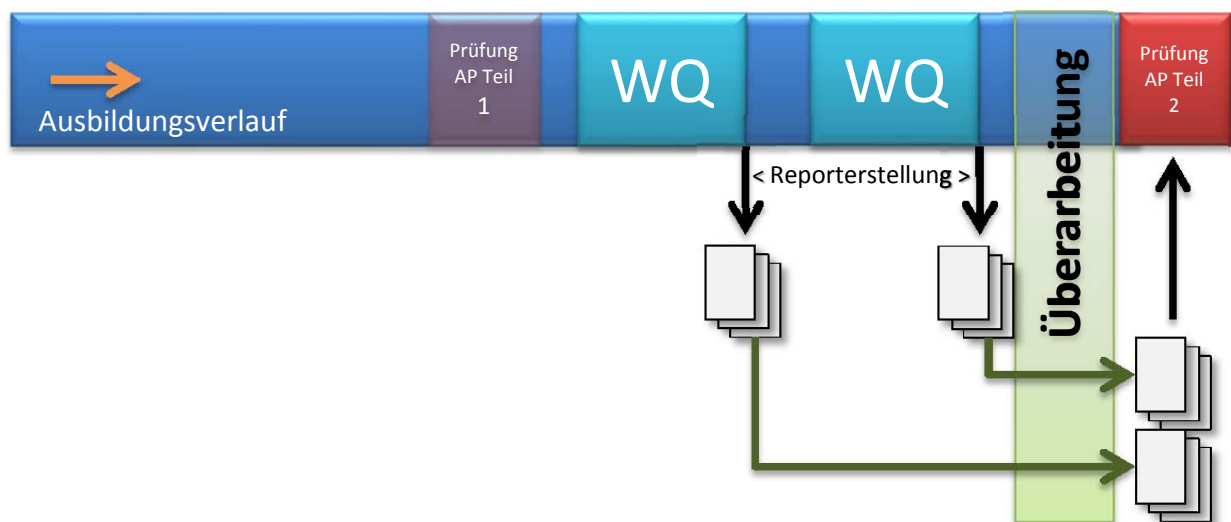 Ausbildungsverlauf
Prüfung
AP Teil
1
WQ
WQ
Überarbeitung
Prüfung
AP Teil
2
< Reporterstellung >